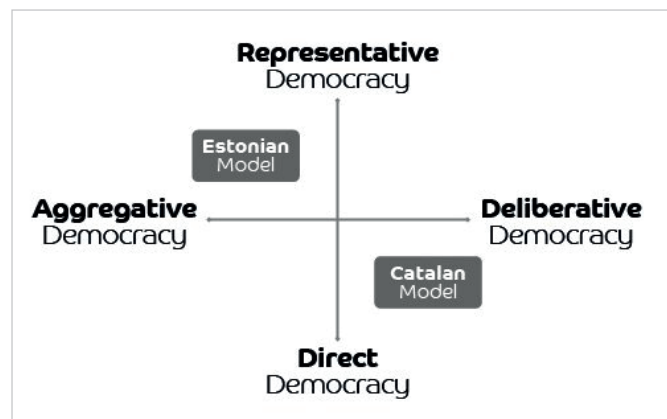 Representative
Democracy
Estonian
Model
Aggregative
Democracy
Deliberative
Democracy
Catalan
Model
Direct
Democracy